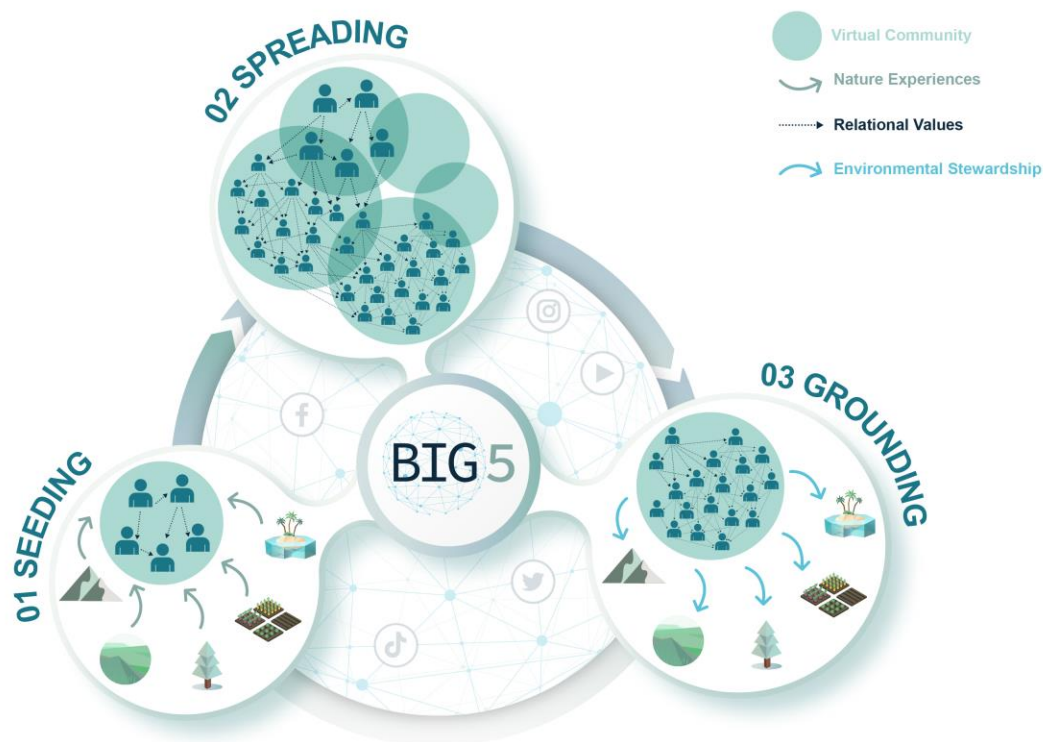 02 SPREADING
Virtual Community
Nature Experiences
Relational Values
Environmental Stewardship
03 GROUNDING
BIG 5
01 SEEDING